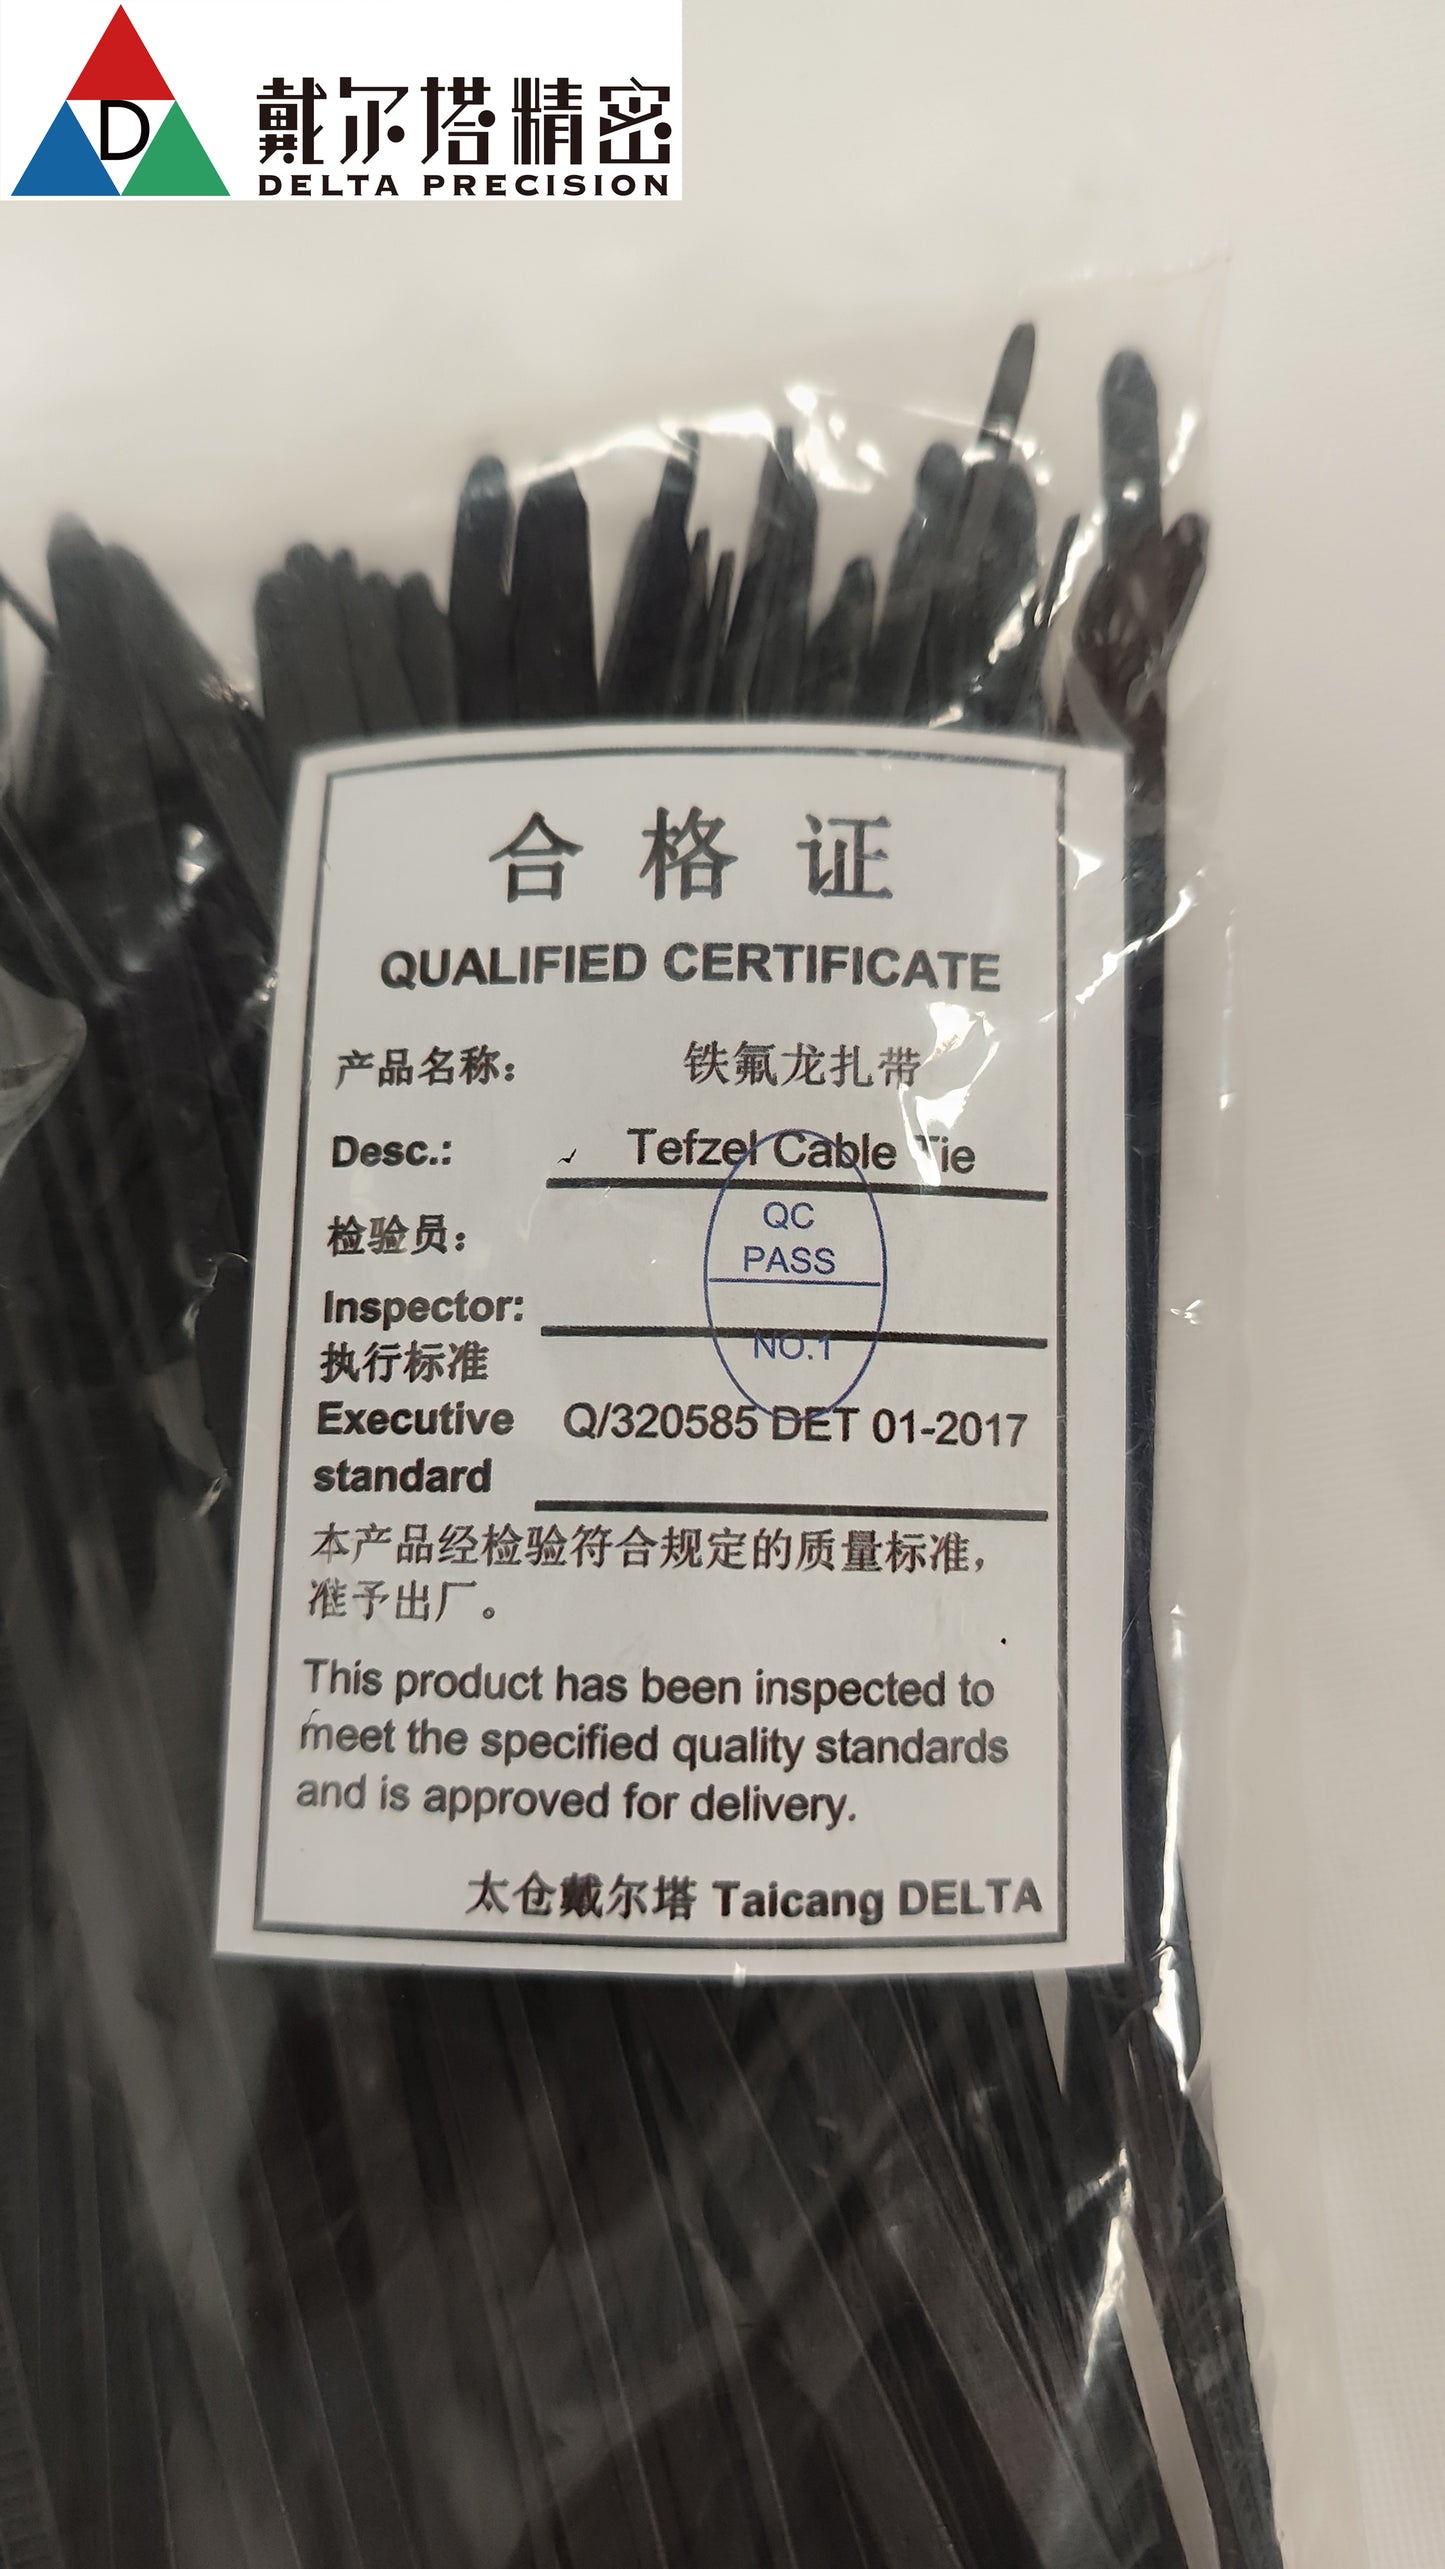 D
戴尔塔精密
DELTA PRECISION
合格证
QUALIFIED CERTIFICATE
产品名称： 铁氟龙扎带
Desc.: Tefzel Cable Tie
检验员：
QC
PASS
Inspector:
NO.1
执行标准
Executive Q/320585 DET 01-2017
standard
本产品经检验符合规定的质量标准，
准予出厂。
This product has been inspected to
meet the specified quality standards
and is approved for delivery.
太仓戴尔塔 Taicang DELTA